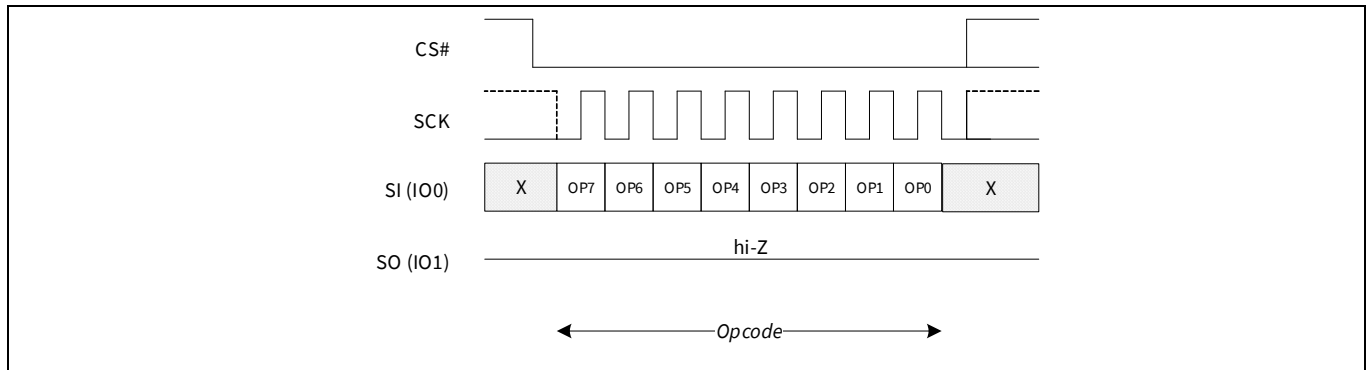 CS#
SCK
SI (IO0) X OP7 OP6 OP5 OP4 OP3 OP2 OP1 OP0 X
hi-Z
SO (IO1)
Opcode